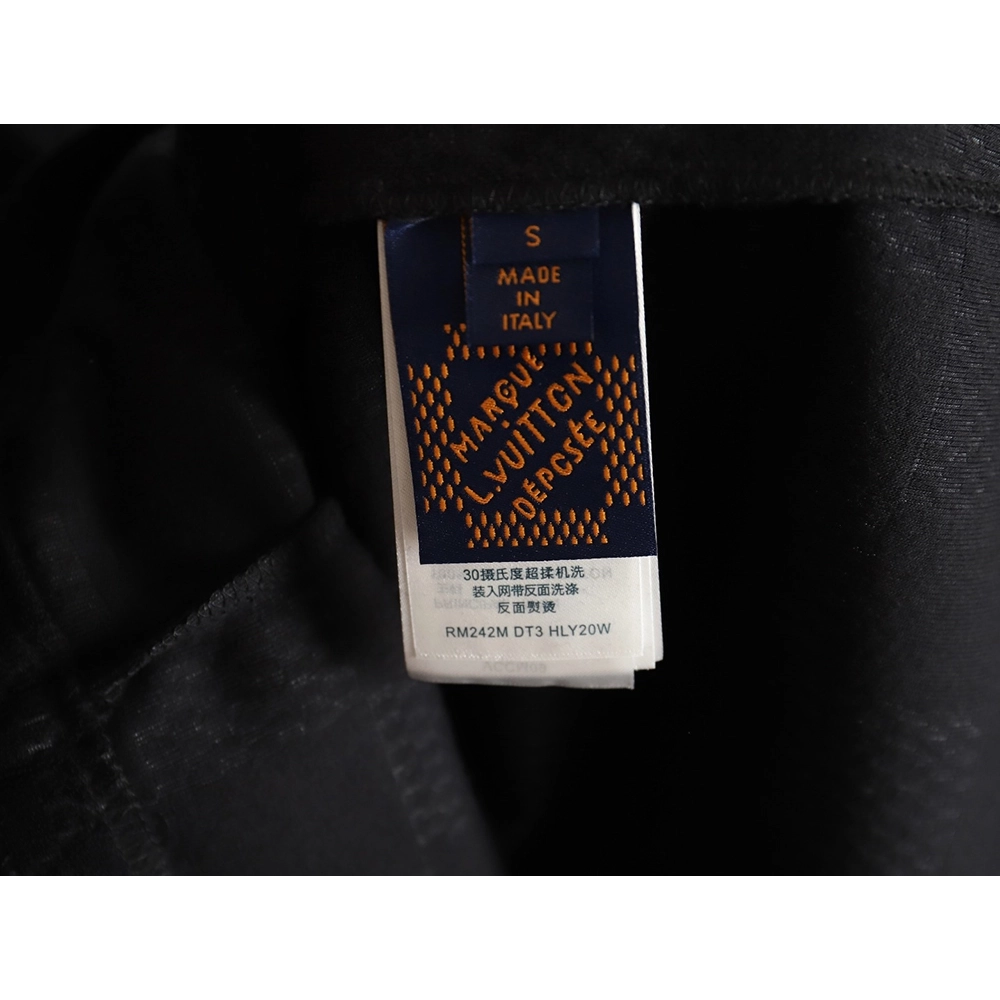 S
MADE
IN
ITALY
MARQUE
L.VUITTON
DEPOSÉE
30摄氏度超揉机洗
装入网带反面洗涤
反面熨烫
RM242M DT3 HLY20W